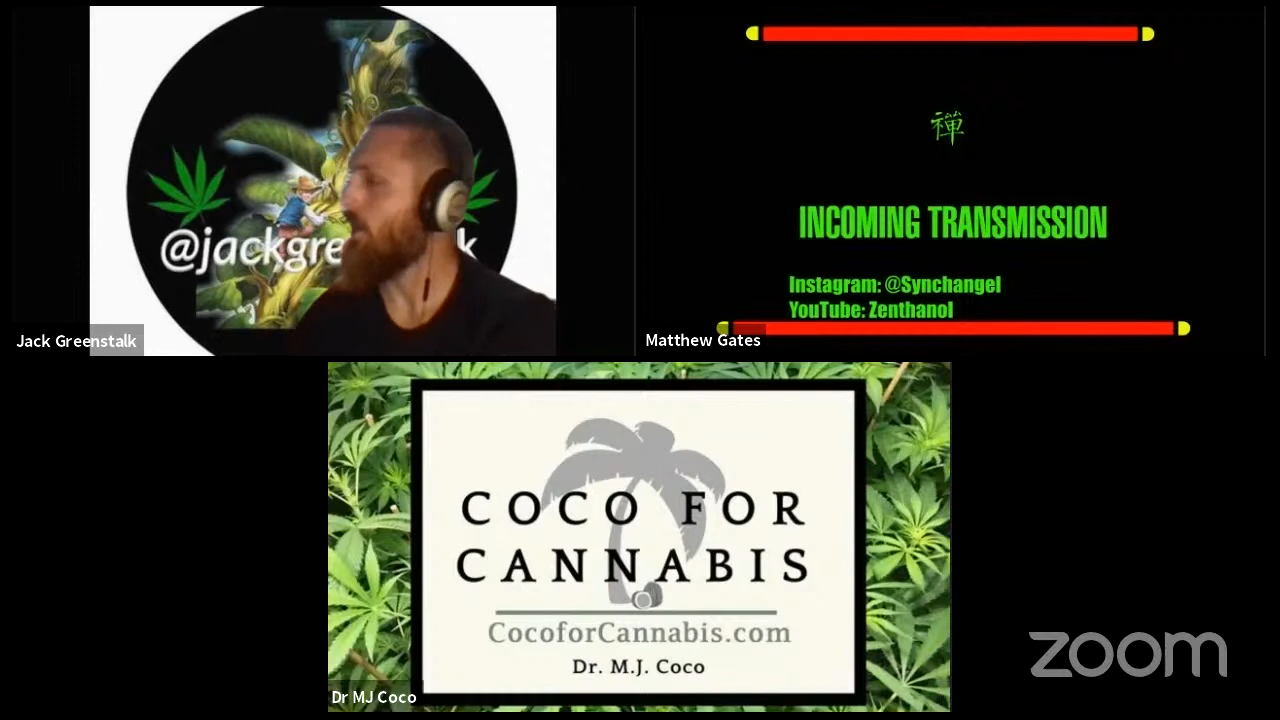 @jackgre k
Jack Greenstalk
禪
INCOMING TRANSMISSION
Instagram: @Synchangel
YouTube: Zenthanol
Matthew Gates
COCO FOR
CANNABIS
CocoforCannabis.com
Dr. M.J. Coco
Dr MJ Coco
zoom